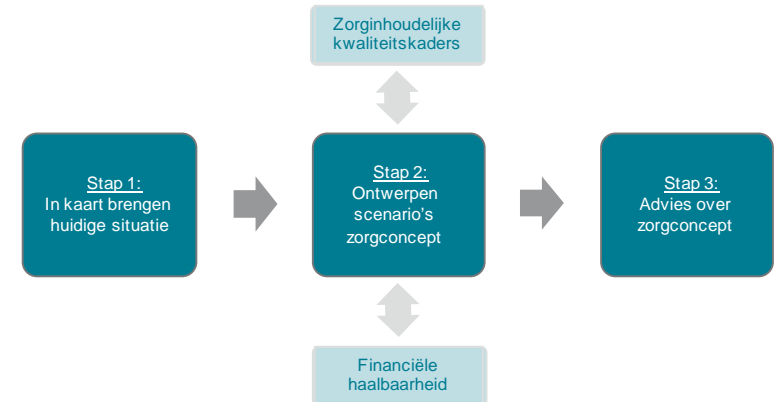 Zorginhoudelijke
kwaliteitskaders
Stap 1:
In kaart brengen
huidige situatie
Stap 2:
Ontwerpen
scenario's
zorgconcept
Stap 3:
Advies over
zorgconcept
Financiële
haalbaarheid